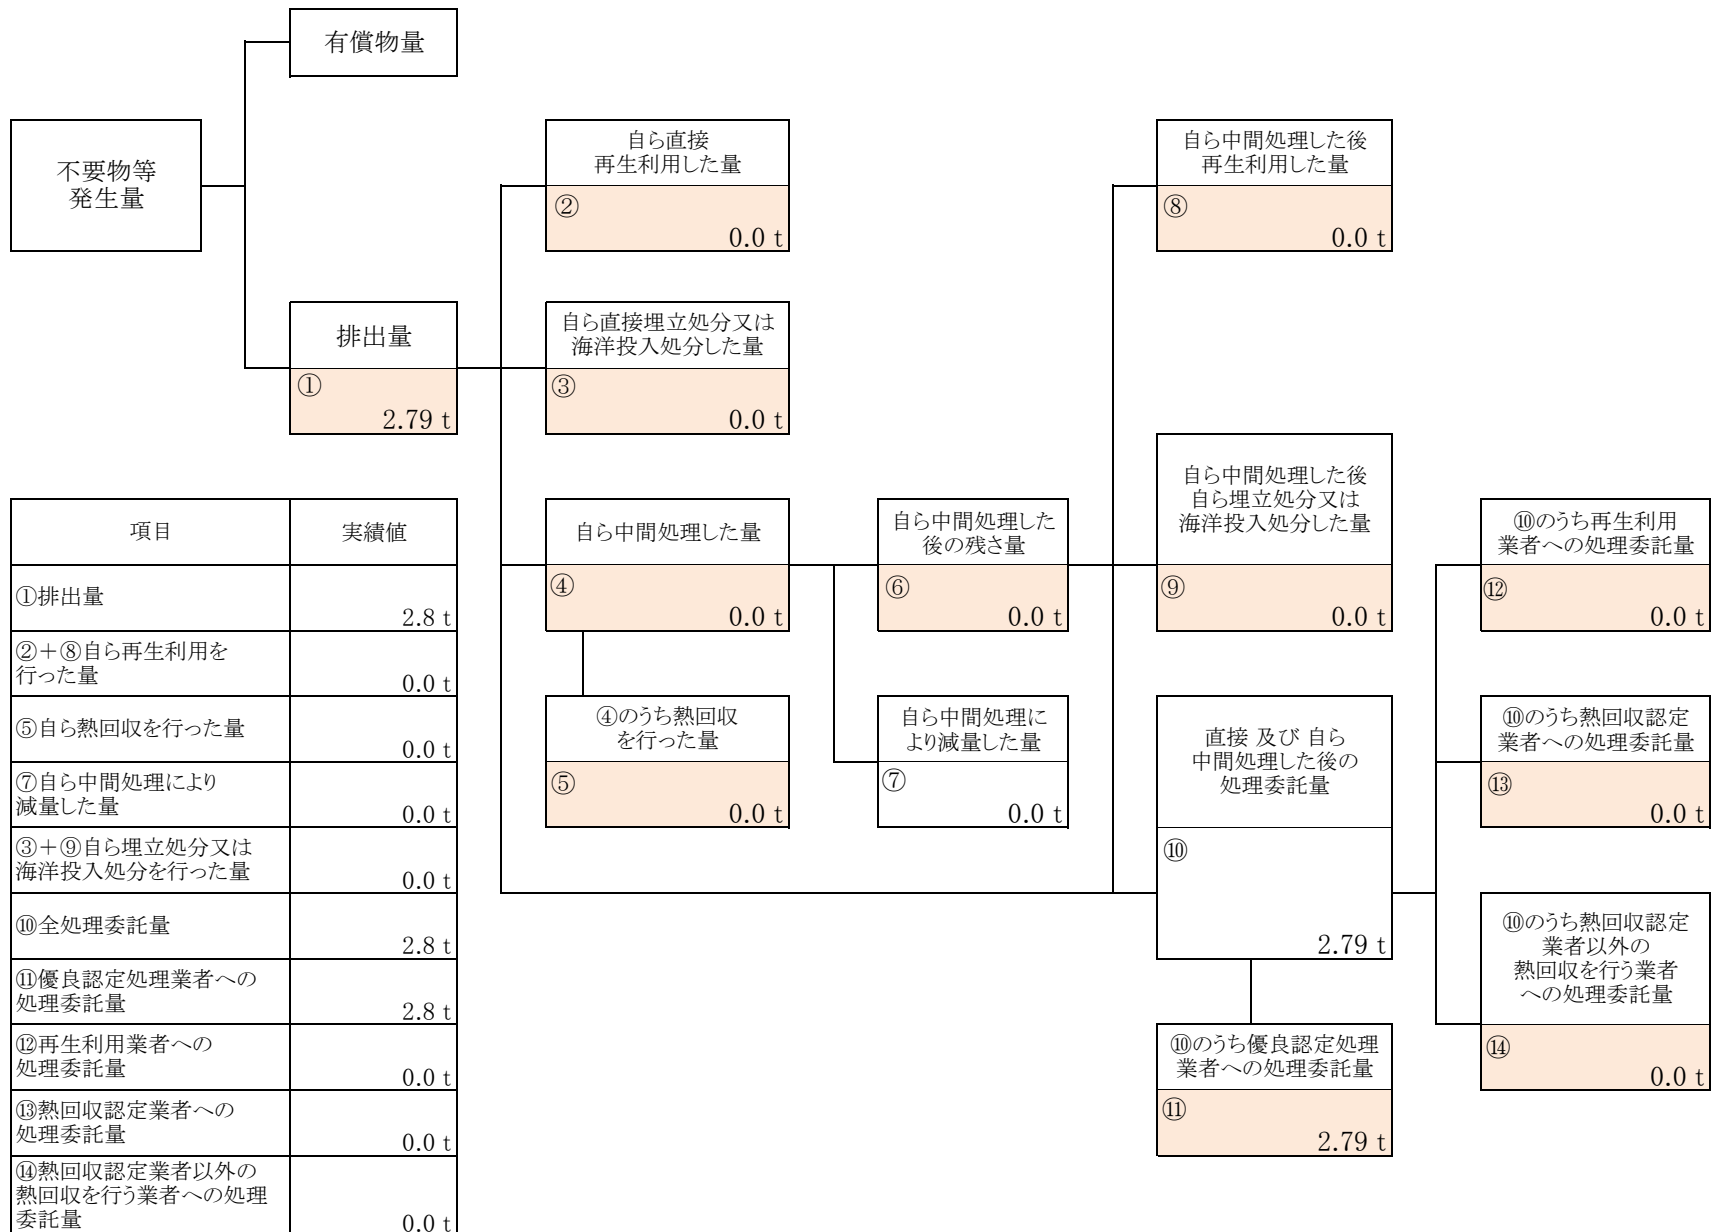 有償物量
不要物等
発生量
自ら直接
再生利用した量
②
0.0 t
自ら中間処理した後
再生利用した量
⑧
0.0 t
排出量
①
2.79 t
自ら直接埋立処分又は
海洋投入処分した量
③
0.0 t
自ら中間処理した量
④
0.0 t
自ら中間処理した
後の残さ量
⑥
0.0 t
自ら中間処理した後
自ら埋立処分又は
海洋投入処分した量
⑨
0.0 t
⑩のうち再生利用
業者への処理委託量
⑫
0.0 t
④のうち熱回収
を行った量
⑤
0.0 t
自ら中間処理に
より減量した量
⑦
0.0 t
直接 及び 自ら
中間処理した後の
処理委託量
⑩
2.79 t
⑩のうち熱回収認定
業者への処理委託量
⑬
0.0 t
⑩のうち熱回収認定
業者以外の
熱回収を行う業者
への処理委託量
⑭
0.0 t
⑩のうち優良認定処理
業者への処理委託量
⑪
2.79 t
項目 実績値
①排出量
2.8 t
②+⑧自ら再生利用を
行った量
0.0 t
⑤自ら熱回収を行った量
0.0 t
⑦自ら中間処理により
減量した量
0.0 t
③+⑨自ら埋立処分又は
海洋投入処分を行った量
0.0 t
⑩全処理委託量
2.8 t
⑪優良認定処理業者への
処理委託量
2.8 t
⑫再生利用業者への
処理委託量
0.0 t
⑬熱回収認定業者への
処理委託量
0.0 t
⑭熱回収認定業者以外の
熱回収を行う業者への処理
委託量
0.0 t